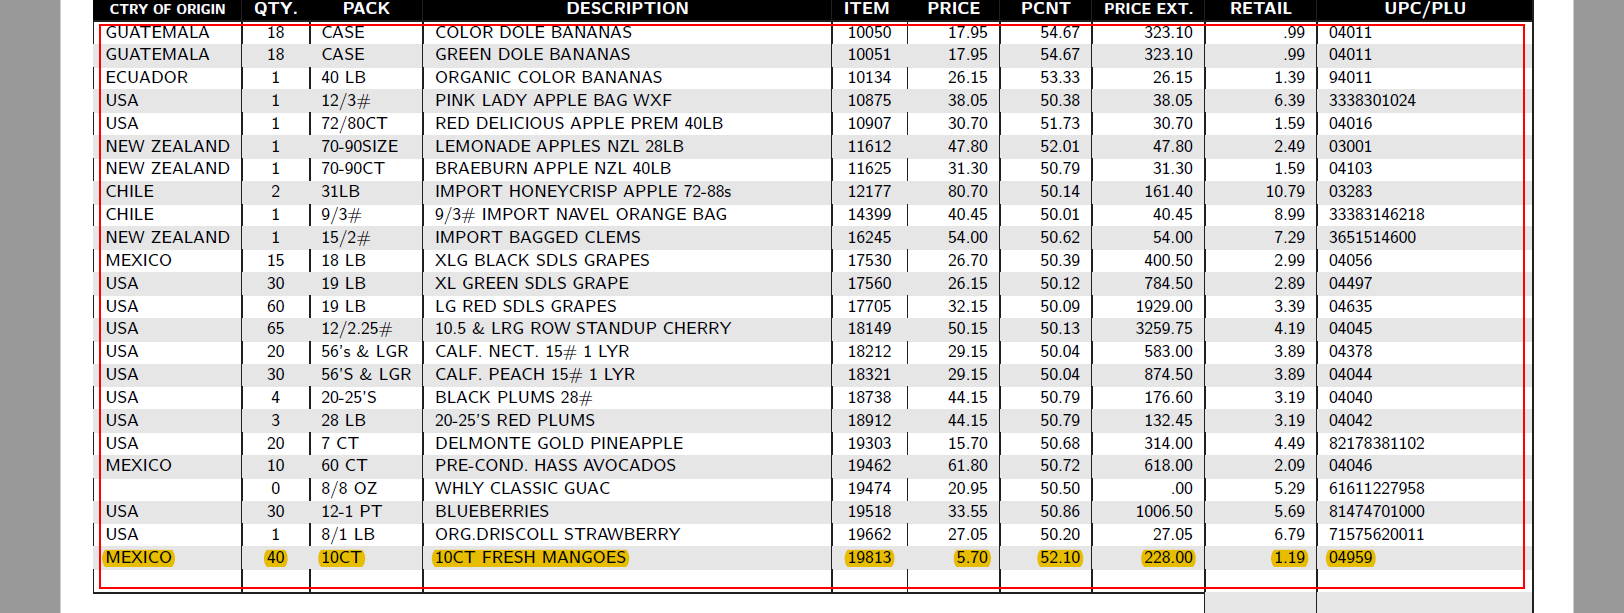 CTRY OF ORIGIN QTY. PACK DESCRIPTION ITEM PRICE PCNT PRICE EXT. RETAIL UPC/PLU
GUATEMALA 18 CASE COLOR DOLE BANANAS 10050 17.95 54.67 323.10 .99 04011
GUATEMALA 18 CASE GREEN DOLE BANANAS 10051 17.95 54.67 323.10 .99 04011
ECUADOR 1 40 LB ORGANIC COLOR BANANAS 10134 26.15 53.33 26.15 1.39 94011
USA 1 12/3# PINK LADY APPLE BAG WXF 10875 38.05 50.38 38.05 6.39 3338301024
USA 1 72/80CT RED DELICIOUS APPLE PREM 40LB 10907 30.70 51.73 30.70 1.59 04016
NEW ZEALAND 1 70-90SIZE LEMONADE APPLES NZL 28LB 11612 47.80 52.01 47.80 2.49 03001
NEW ZEALAND 1 70-90CT BRAEBURN APPLE NZL 40LB 11625 31.30 50.79 31.30 1.59 04103
CHILE 2 31LB IMPORT HONEYCRISP APPLE 72-88s 12177 80.70 50.14 161.40 10.79 03283
CHILE 1 9/3# 9/3# IMPORT NAVEL ORANGE BAG 14399 40.45 50.01 40.45 8.99 33383146218
NEW ZEALAND 1 15/2# IMPORT BAGGED CLEMS 16245 54.00 50.62 54.00 7.29 3651514600
MEXICO 15 18 LB XLG BLACK SDLS GRAPES 17530 26.70 50.39 400.50 2.99 04056
USA 30 19 LB XL GREEN SDLS GRAPE 17560 26.15 50.12 784.50 2.89 04497
USA 60 19 LB LG RED SDLS GRAPES 17705 32.15 50.09 1929.00 3.39 04635
USA 65 12/2.25# 10.5 & LRG ROW STANDUP CHERRY 18149 50.15 50.13 3259.75 4.19 04045
USA 20 56's & LGR CALF. NECT. 15# 1 LYR 18212 29.15 50.04 583.00 3.89 04378
USA 30 56'S & LGR CALF. PEACH 15# 1 LYR 18321 29.15 50.04 874.50 3.89 04044
USA 4 20-25'S BLACK PLUMS 28# 18738 44.15 50.79 176.60 3.19 04040
USA 3 28 LB 20-25'S RED PLUMS 18912 44.15 50.79 132.45 3.19 04042
USA 20 7 CT DELMONTE GOLD PINEAPPLE 19303 15.70 50.68 314.00 4.49 82178381102
MEXICO 10 60 CT PRE-COND. HASS AVOCADOS 19462 61.80 50.72 618.00 2.09 04046
0 8/8 OZ WHLY CLASSIC GUAC 19474 20.95 50.50 .00 5.29 61611227958
USA 30 12-1 PT BLUEBERRIES 19518 33.55 50.86 1006.50 5.69 81474701000
USA 1 8/1 LB ORG.DRISCOLL STRAWBERRY 19662 27.05 50.20 27.05 6.79 71575620011
MEXICO 40 10CT 10CT FRESH MANGOES 19813 5.70 52.10 228.00 1.19 04959